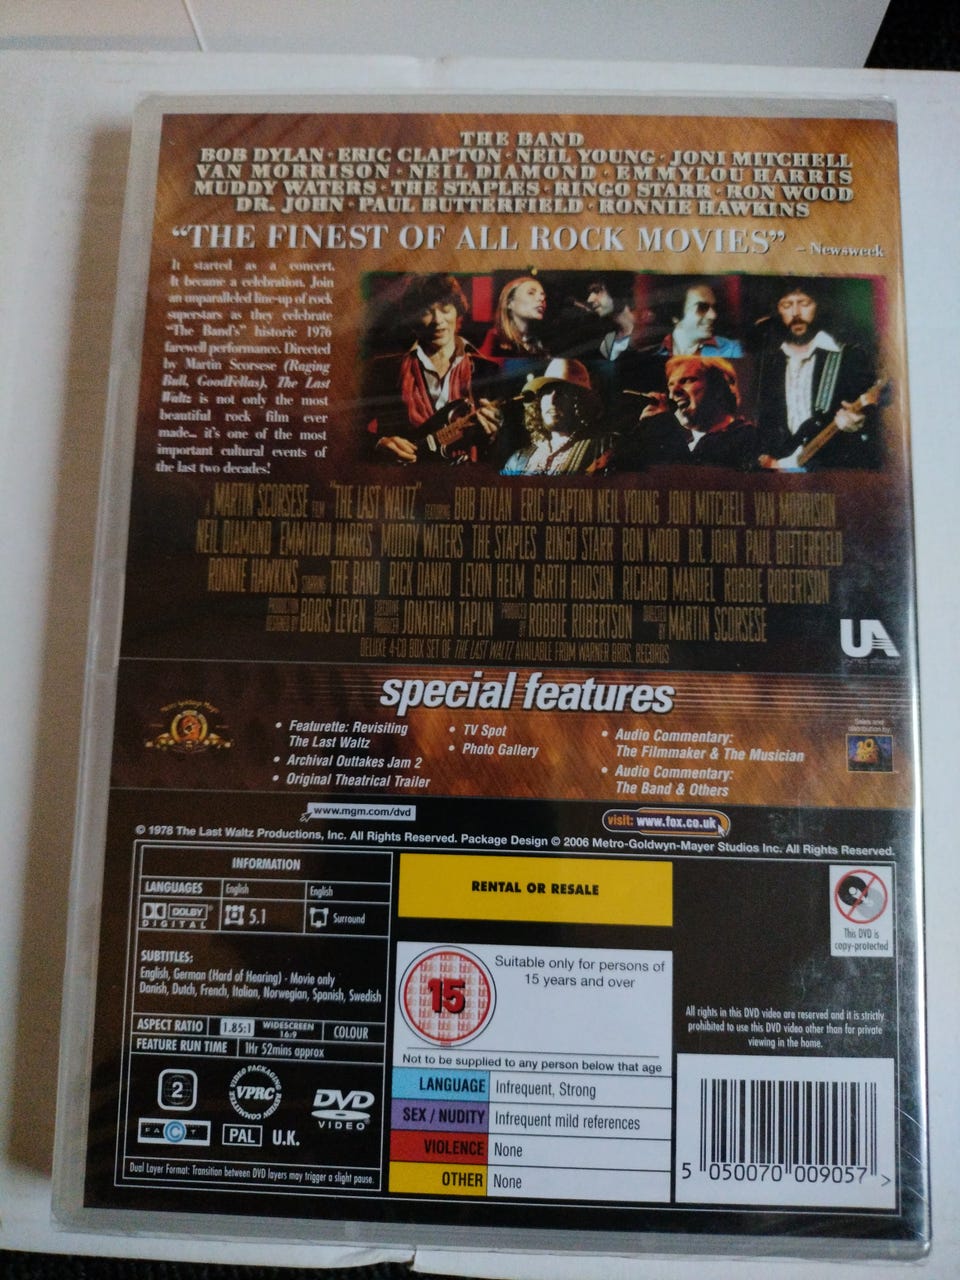 THE BAND
BOB DYLAN · ERIC CLAPTON · NEIL YOUNG · JONI MITCHELL
VAN MORRISON · NEIL DIAMOND · EMMYLOU HARRIS
MUDDY WATERS · THE STAPLES · RINGO STARR · RON WOOD
DR. JOHN · PAUL BUTTERFIELD · RONNIE HAWKINS
"THE FINEST OF ALL ROCK MOVIES" – Newsweek
It started as a concert.
It became a celebration. Join
an unparalleled line-up of rock
superstars as they celebrate
"The Band's" historic 1976
farewell performance. Directed
by Martin Scorsese (Raging
Bull, GoodFellas), The Last
Waltz is not only the most
beautiful rock film ever
made... it's one of the most
important cultural events of
the last two decades!
A MARTIN SCORSESE FILM "THE LAST WALTZ" FEATURING BOB DYLAN ERIC CLAPTON NEIL YOUNG JONI MITCHELL VAN MORRISON
NEIL DIAMOND EMMYLOU HARRIS MUDDY WATERS THE STAPLES RINGO STARR RON WOOD DR. JOHN PAUL BUTTERFIELD
RONNIE HAWKINS STARRING THE BAND RICK DANKO LEVON HELM GARTH HUDSON RICHARD MANUEL ROBBIE ROBERTSON
PRODUCTION DESIGNED BY BORIS LEVEN EXECUTIVE PRODUCER JONATHAN TAPLIN PRODUCED BY ROBBIE ROBERTSON DIRECTED BY MARTIN SCORSESE
DELUXE 4-CD BOX SET OF THE LAST WALTZ AVAILABLE FROM WARNER BROS. RECORDS
UA
special features
• Featurette: Revisiting
The Last Waltz
• Archival Outtakes Jam 2
• Original Theatrical Trailer
• TV Spot
• Photo Gallery
• Audio Commentary:
The Filmmaker & The Musician
• Audio Commentary:
The Band & Others
Sales and
distribution by:
www.mgm.com/dvd
visit: www.fox.co.uk
© 1978 The Last Waltz Productions, Inc. All Rights Reserved. Package Design © 2006 Metro-Goldwyn-Mayer Studios Inc. All Rights Reserved.
INFORMATION
LANGUAGES English English
DOLBY DIGITAL 5.1 Surround
SUBTITLES:
English, German (Hard of Hearing) - Movie only
Danish, Dutch, French, Italian, Norwegian, Spanish, Swedish
ASPECT RATIO 1.85:1 WIDESCREEN 16:9 COLOUR
FEATURE RUN TIME 1Hr 52mins approx
2
VIDEO PACKAGING REVIEW COMMITTEE VPRC
DVD
VIDEO
FACT
PAL U.K.
Dual Layer Format: Transition between DVD layers may trigger a slight pause.
RENTAL OR RESALE
15
Suitable only for persons of
15 years and over
Not to be supplied to any person below that age
LANGUAGE Infrequent, Strong
SEX / NUDITY Infrequent mild references
VIOLENCE None
OTHER None
This DVD is
copy-protected
All rights in this DVD video are reserved and it is strictly
prohibited to use this DVD video other than for private
viewing in the home.
5 050070 009057 >